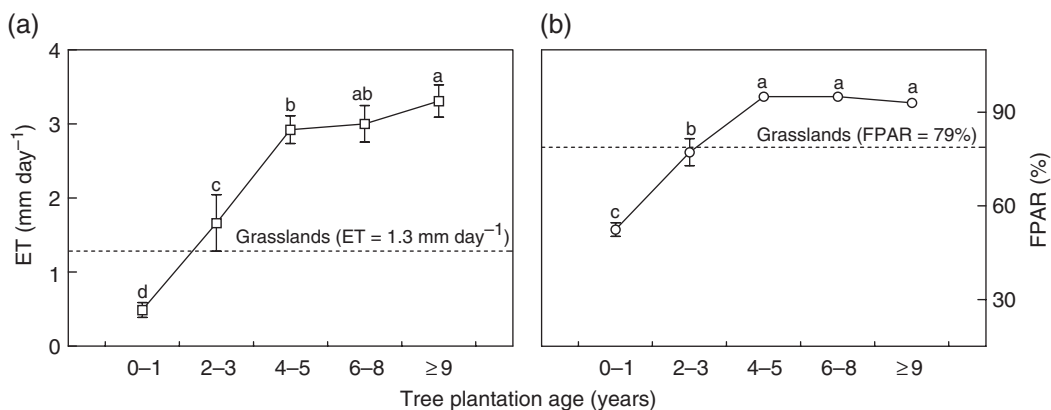 (a)
ET (mm day⁻¹)
4
3
2
1
0
d
c
b
ab
a
Grasslands (ET = 1.3 mm day⁻¹)
0–1
2–3
4–5
6–8
≥9
(b)
c
b
a
a
a
Grasslands (FPAR = 79%)
90
60
30
FPAR (%)
0–1
2–3
4–5
6–8
≥9
Tree plantation age (years)